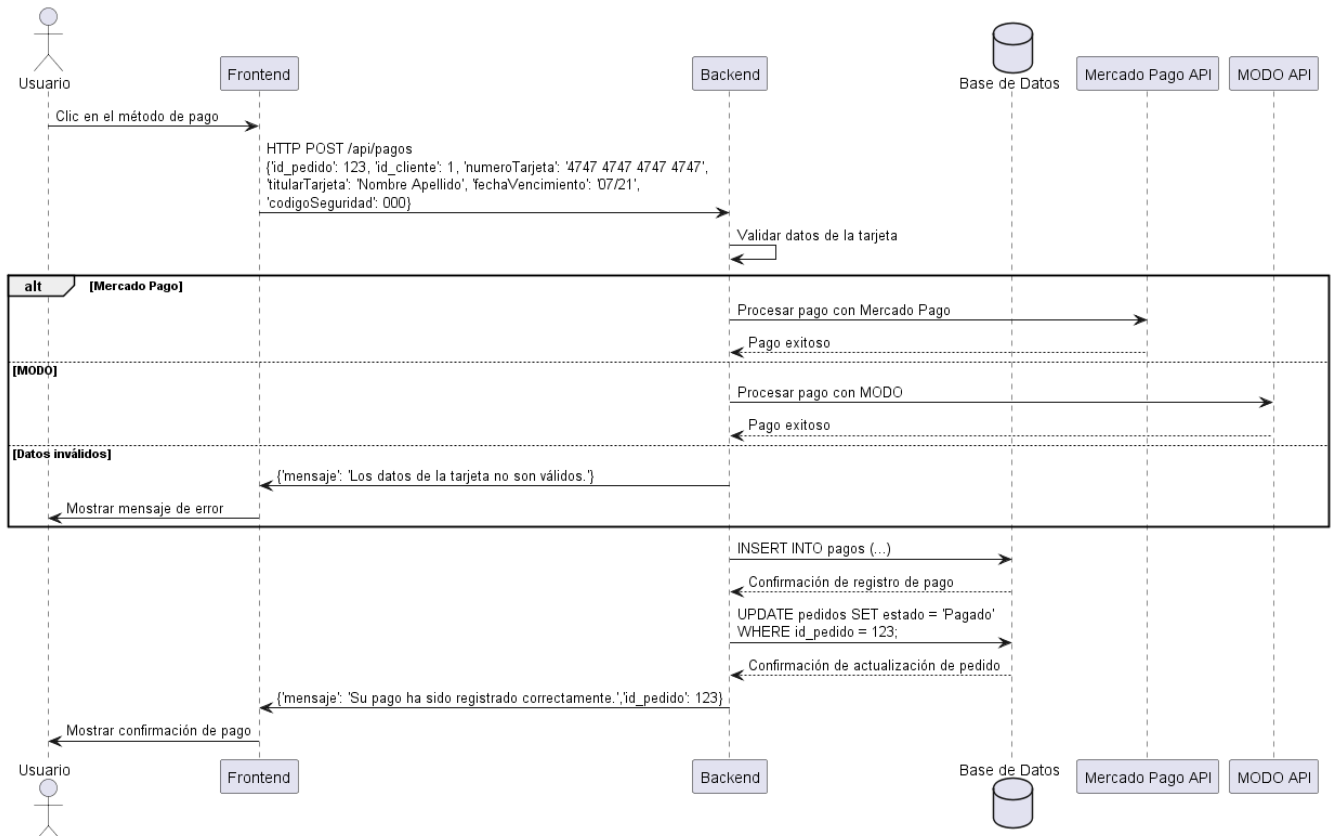 Usuario
Frontend
Backend
Base de Datos
Mercado Pago API
MODO API
Clic en el método de pago
HTTP POST /api/pagos
{'id_pedido': 123, 'id_cliente': 1, 'numeroTarjeta': '4747 4747 4747 4747',
'titularTarjeta': 'Nombre Apellido', 'fechaVencimiento': '07/21',
'codigoSeguridad': 000}
Validar datos de la tarjeta
alt [Mercado Pago]
Procesar pago con Mercado Pago
Pago exitoso
[MODO]
Procesar pago con MODO
Pago exitoso
[Datos inválidos]
{'mensaje': 'Los datos de la tarjeta no son válidos.'}
Mostrar mensaje de error
INSERT INTO pagos (...)
Confirmación de registro de pago
UPDATE pedidos SET estado = 'Pagado'
WHERE id_pedido = 123;
Confirmación de actualización de pedido
{'mensaje': 'Su pago ha sido registrado correctamente.','id_pedido': 123}
Mostrar confirmación de pago
Usuario
Frontend
Backend
Base de Datos
Mercado Pago API
MODO API